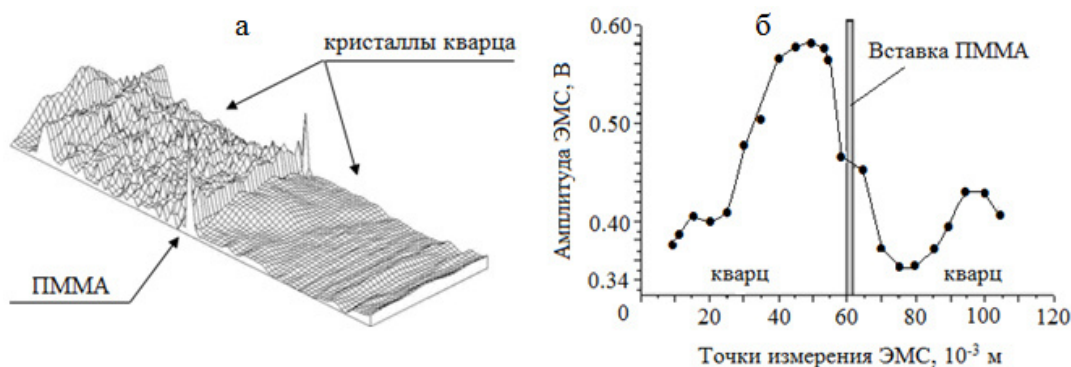 а
кристаллы кварца
ПММА
б
Амплитуда ЭМС, В
0.60
0.50
0.40
0.34
0
Вставка ПММА
кварц
кварц
20
40
60
80
100
120
Точки измерения ЭМС, 10⁻³ м